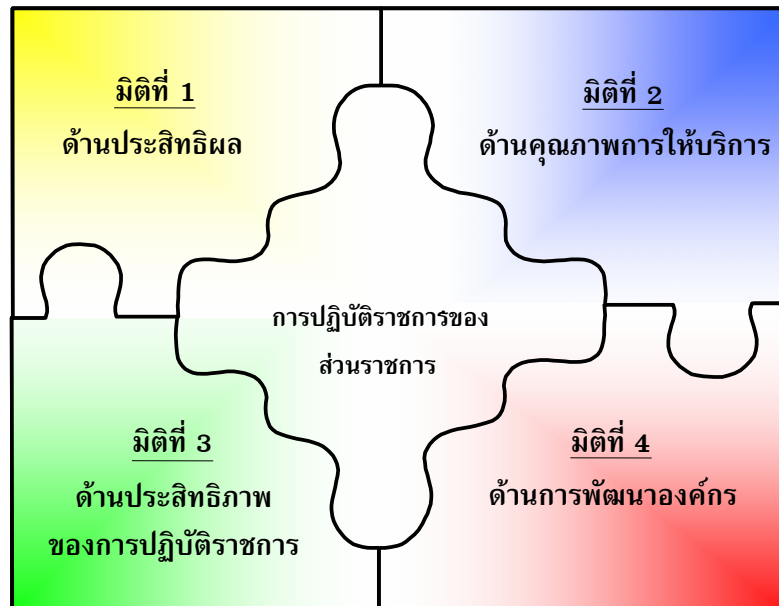 มิติที่ 1
ด้านประสิทธิผล
มิติที่ 2
ด้านคุณภาพการให้บริการ
การปฏิบัติราชการของ
ส่วนราชการ
มิติที่ 3
ด้านประสิทธิภาพ
ของการปฏิบัติราชการ
มิติที่ 4
ด้านการพัฒนาองค์กร